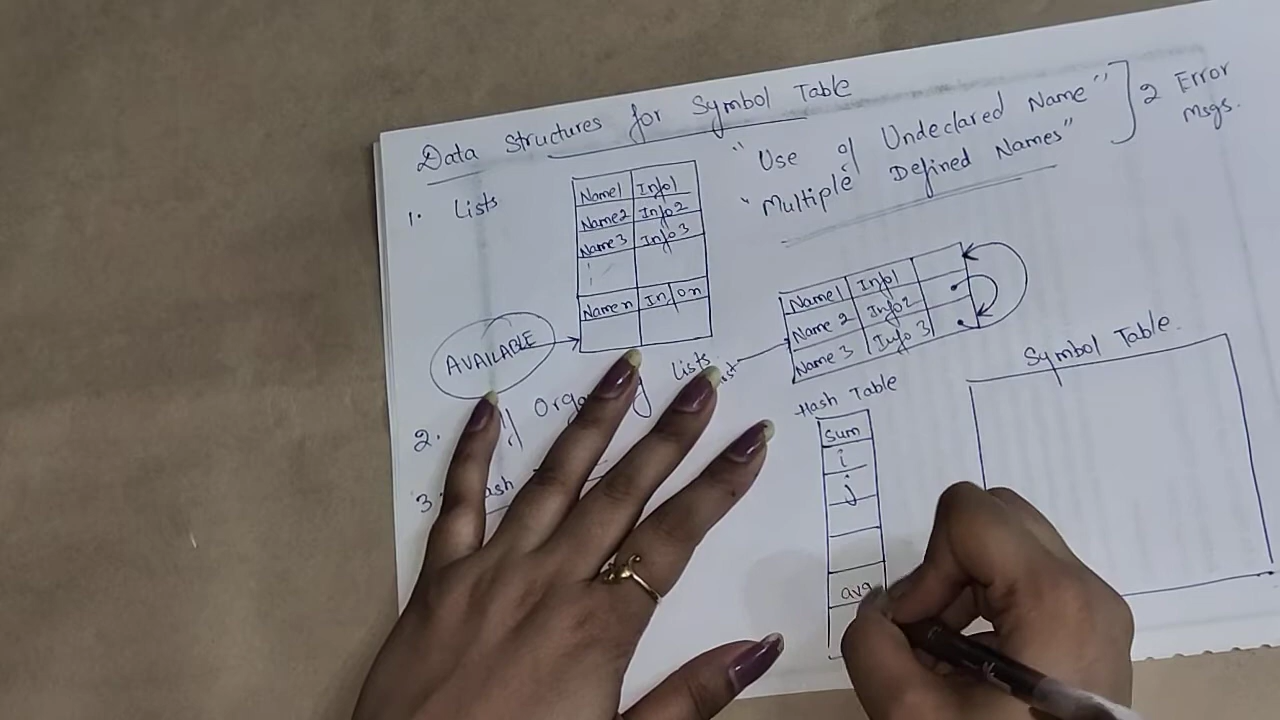 Data Structures for Symbol Table
1. Lists
Name1 Info1
Name2 Info2
Name3 Info3
Name n In on
AVAILABLE
"Use of Undeclared Name"
"Multiple Defined Names"
2 Error
Msgs.
2. Lists
3.
Name1 Info1
Name 2 Info2
Name 3 Info 3
Hash Table
sum
i
j
avg
Symbol Table.